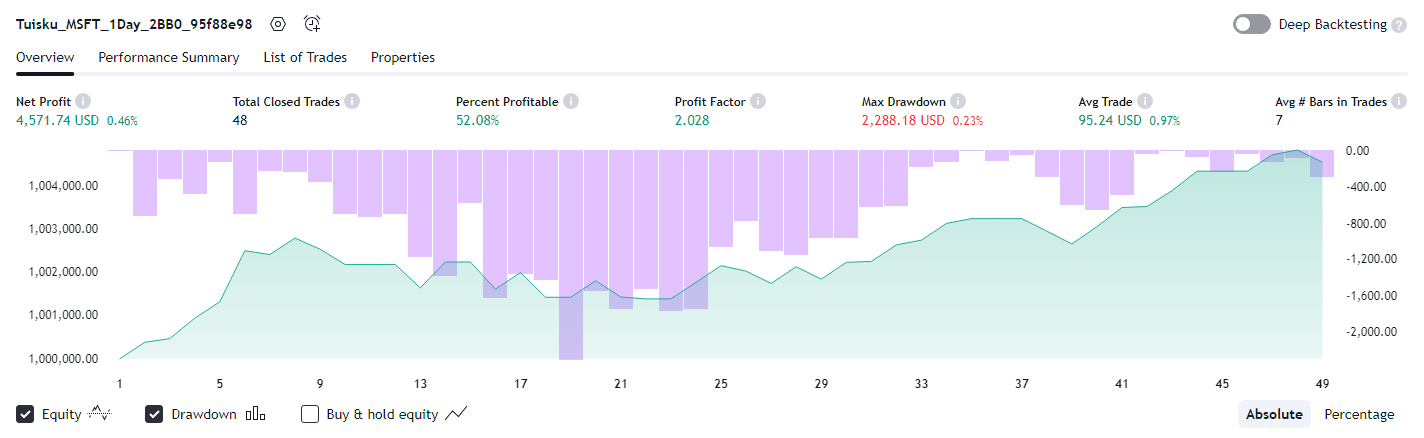 Tuisku_MSFT_1Day_2BB0_95f88e98
Deep Backtesting ?
Overview Performance Summary List of Trades Properties
Net Profit i Total Closed Trades i Percent Profitable i Profit Factor i Max Drawdown i Avg Trade i Avg # Bars in Trades i
4,571.74 USD 0.46% 48 52.08% 2.028 2,288.18 USD 0.23% 95.24 USD 0.97% 7
0.00
1,004,000.00 -400.00
1,003,000.00 -800.00
1,002,000.00 -1,200.00
1,001,000.00 -1,600.00
1,000,000.00 -2,000.00
1 5 9 13 17 21 25 29 33 37 41 45 49
Equity Drawdown Buy & hold equity Absolute Percentage